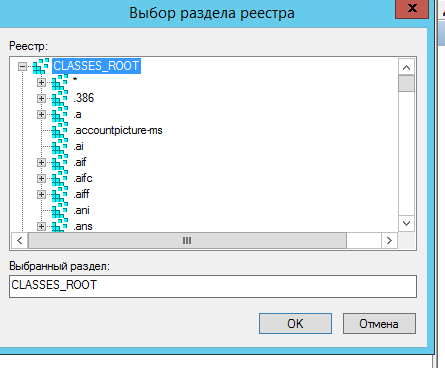 Выбор раздела реестра
x
Реестр:
CLASSES_ROOT
*
.386
.a
.accountpicture-ms
.ai
.aif
.aifc
.aiff
.ani
.ans
Выбранный раздел:
CLASSES_ROOT
OK
Отмена